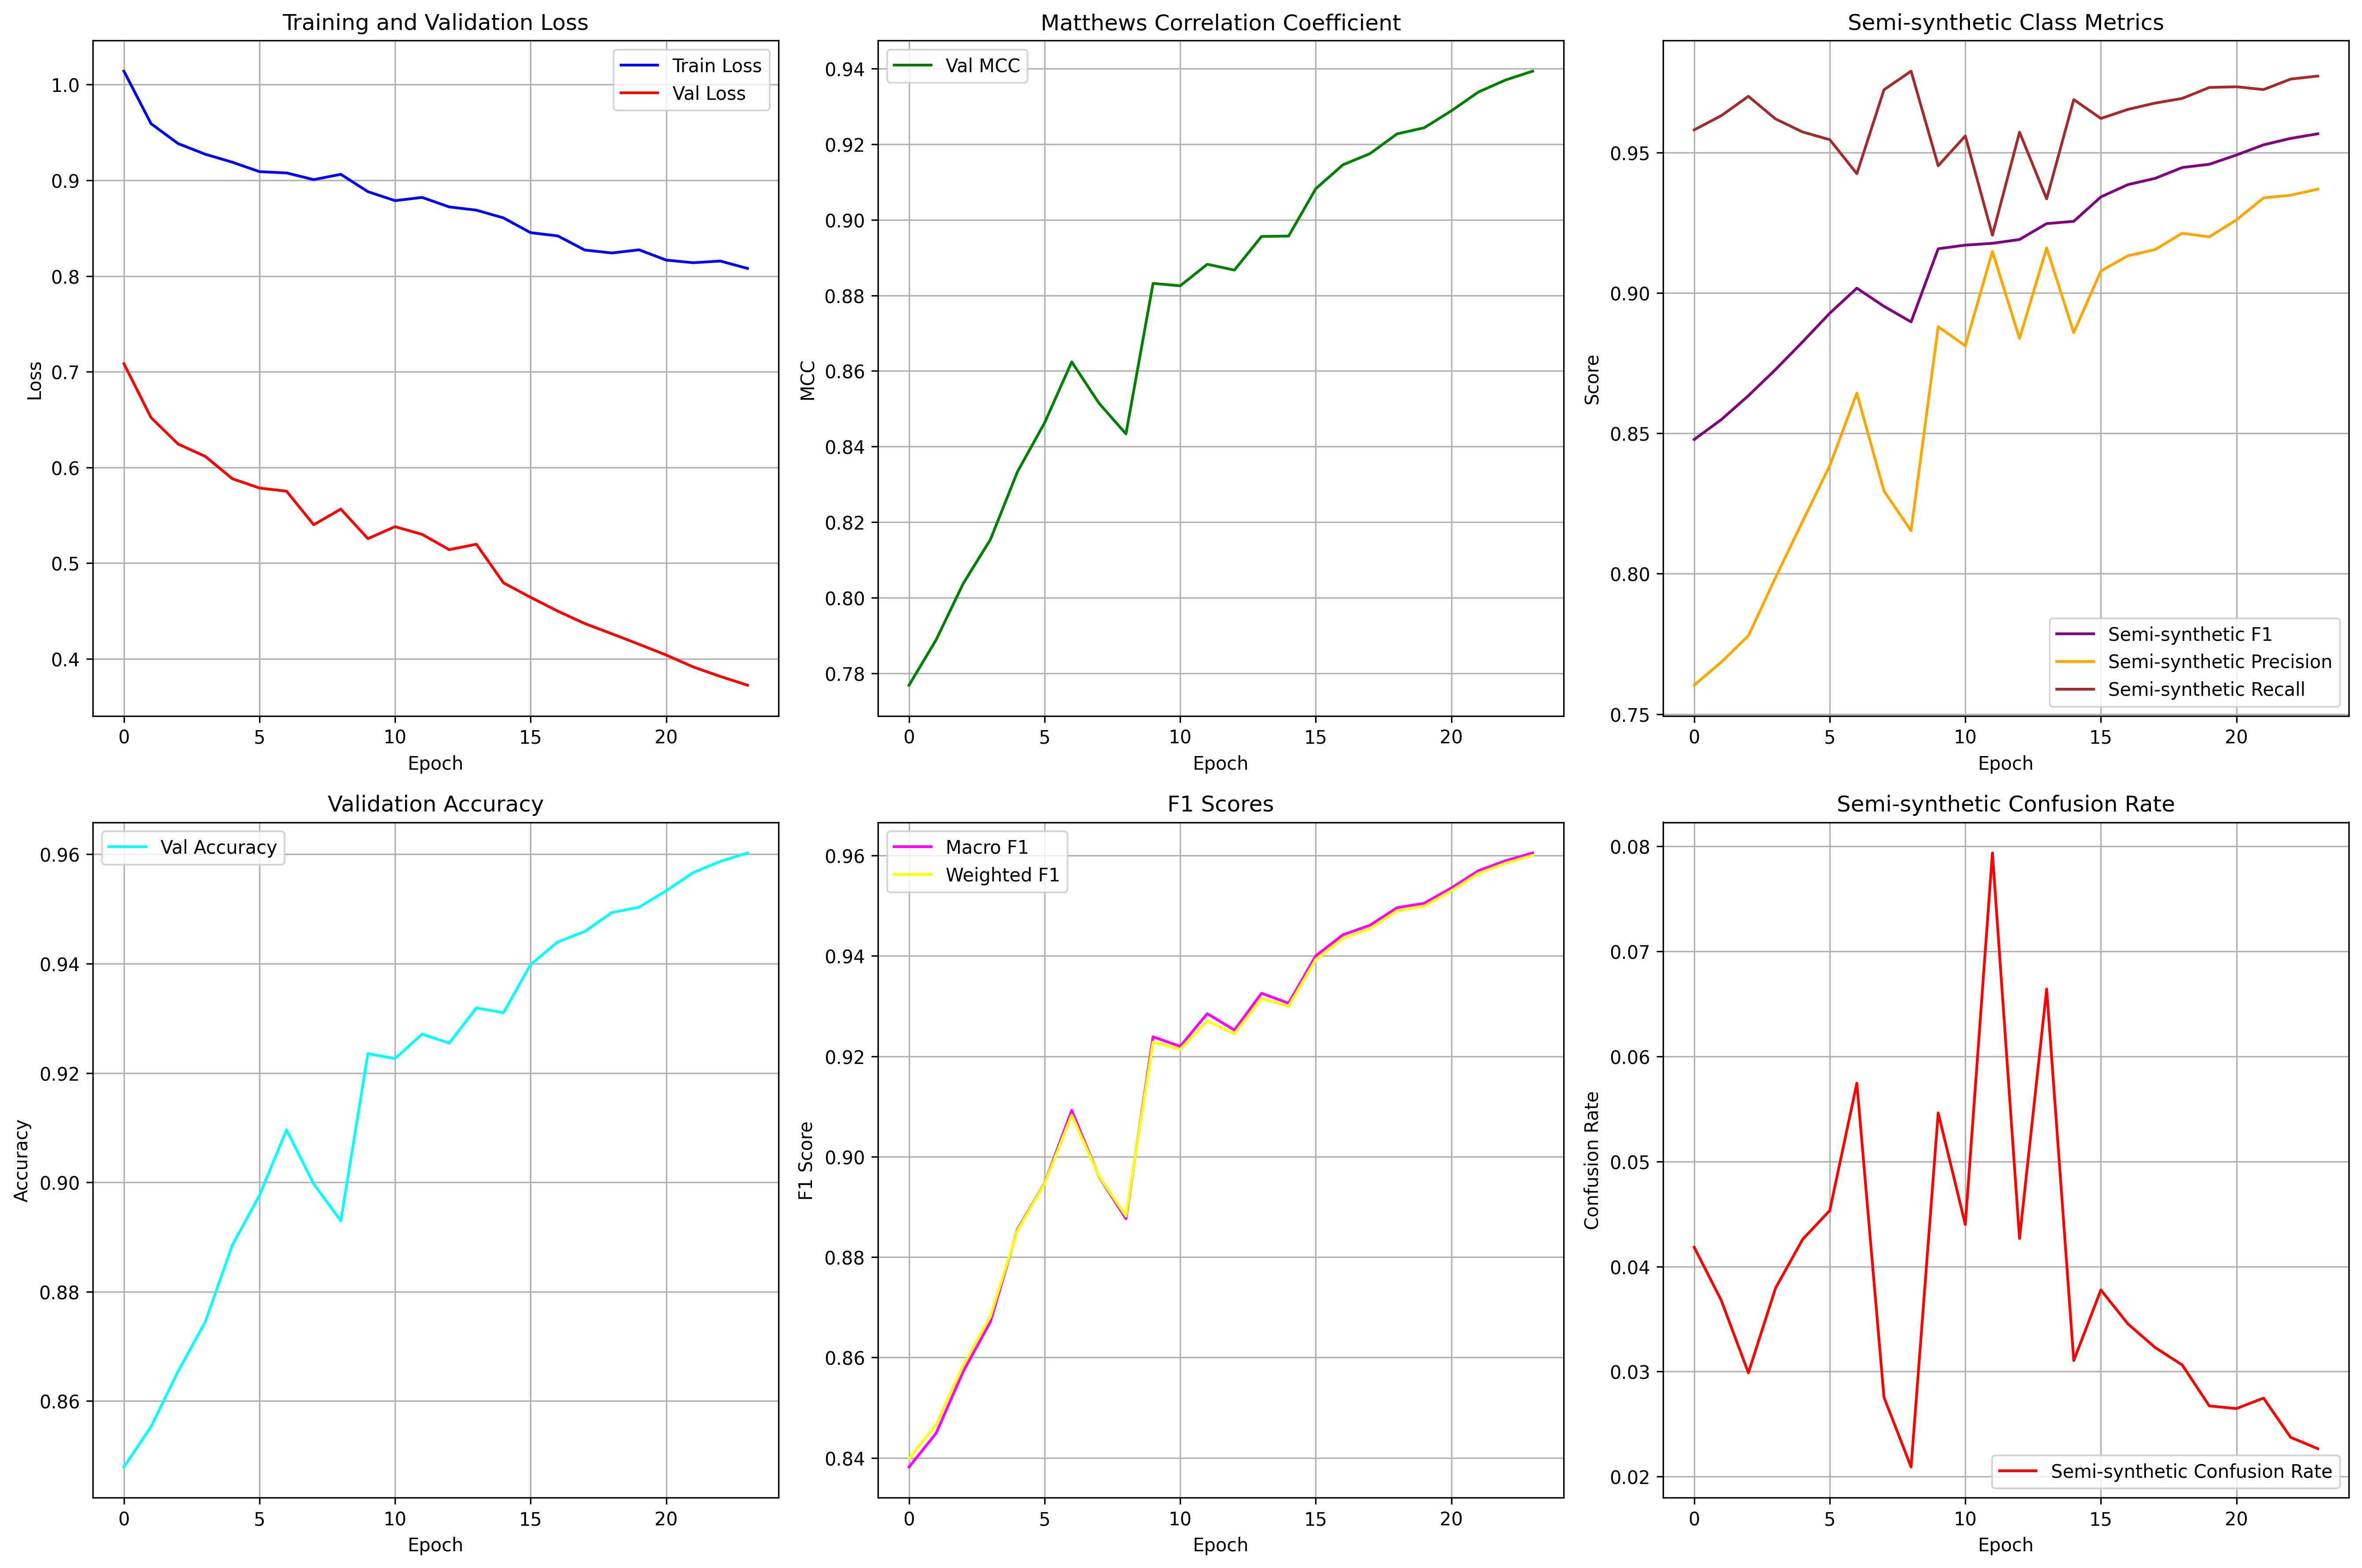 Training and Validation Loss
Train Loss
Val Loss
1.0
0.9
0.8
0.7
0.6
0.5
0.4
Loss
0 5 10 15 20
Epoch
Matthews Correlation Coefficient
Val MCC
0.94
0.92
0.90
0.88
0.86
0.84
0.82
0.80
0.78
MCC
0 5 10 15 20
Epoch
Semi-synthetic Class Metrics
0.95
0.90
0.85
0.80
0.75
Score
Semi-synthetic F1
Semi-synthetic Precision
Semi-synthetic Recall
0 5 10 15 20
Epoch
Validation Accuracy
Val Accuracy
0.96
0.94
0.92
0.90
0.88
0.86
Accuracy
0 5 10 15 20
Epoch
F1 Scores
Macro F1
Weighted F1
0.96
0.94
0.92
0.90
0.88
0.86
0.84
F1 Score
0 5 10 15 20
Epoch
Semi-synthetic Confusion Rate
0.08
0.07
0.06
0.05
0.04
0.03
0.02
Confusion Rate
Semi-synthetic Confusion Rate
0 5 10 15 20
Epoch